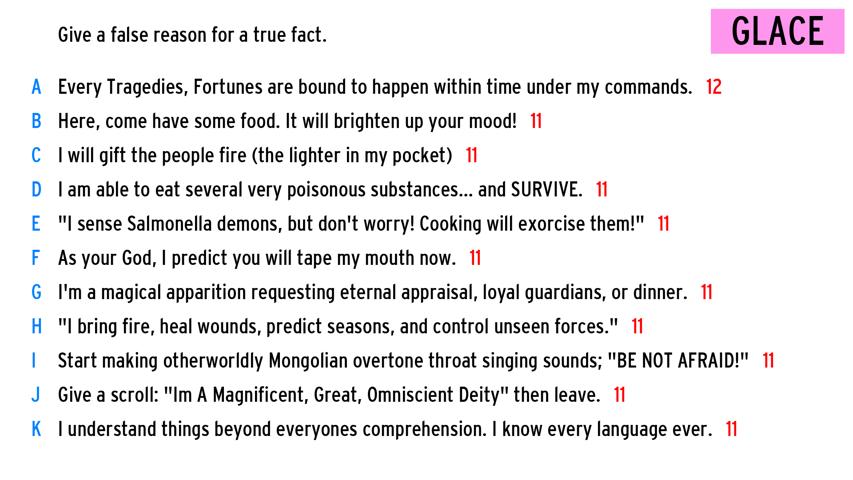 Give a false reason for a true fact.
GLACE
A Every Tragedies, Fortunes are bound to happen within time under my commands. 12
B Here, come have some food. It will brighten up your mood! 11
C I will gift the people fire (the lighter in my pocket) 11
D I am able to eat several very poisonous substances... and SURVIVE. 11
E "I sense Salmonella demons, but don't worry! Cooking will exorcise them!" 11
F As your God, I predict you will tape my mouth now. 11
G I'm a magical apparition requesting eternal appraisal, loyal guardians, or dinner. 11
H "I bring fire, heal wounds, predict seasons, and control unseen forces." 11
I Start making otherworldly Mongolian overtone throat singing sounds; "BE NOT AFRAID!" 11
J Give a scroll: "Im A Magnificent, Great, Omniscient Deity" then leave. 11
K I understand things beyond everyones comprehension. I know every language ever. 11